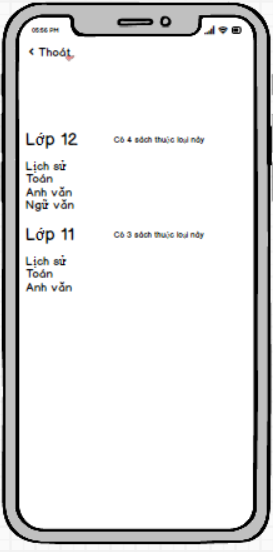 05:56 PM
< Thoát
Lớp 12 Có 4 sách thuộc loại này
Lịch sử
Toán
Anh văn
Ngữ văn
Lớp 11 Có 3 sách thuộc loại này
Lịch sử
Toán
Anh văn